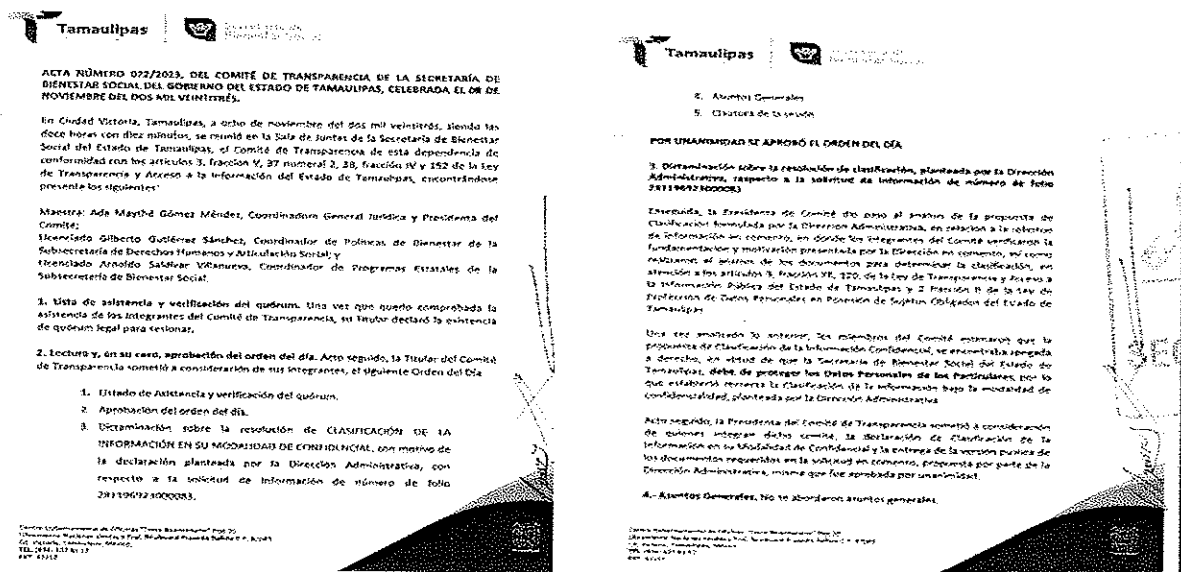 Tamaulipas
Secretaría de
Bienestar Social
ACTA NÚMERO 022/2023, DEL COMITÉ DE TRANSPARENCIA DE LA SECRETARÍA DE
BIENESTAR SOCIAL DEL GOBIERNO DEL ESTADO DE TAMAULIPAS, CELEBRADA EL 08 DE
NOVIEMBRE DEL DOS MIL VEINTITRÉS.
En Ciudad Victoria, Tamaulipas, a ocho de noviembre del dos mil veintitrés, siendo las
doce horas con diez minutos, se reunió en la Sala de Juntas de la Secretaría de Bienestar
Social del Estado de Tamaulipas, el Comité de Transparencia de esta dependencia de
conformidad con los artículos 3, fracción V, 37 numeral 2, 38, fracción IV y 152 de la Ley
de Transparencia y Acceso a la Información del Estado de Tamaulipas, encontrándose
presente los siguientes:
Maestra: Ada Maythé Gómez Méndez, Coordinadora General Jurídica y Presidenta del
Comité;
Licenciado Gilberto Gutiérrez Sánchez, Coordinador de Políticas de Bienestar de la
Subsecretaría de Derechos Humanos y Articulación Social; y
Licenciado Arnoldo Saldívar Villanueva, Coordinador de Programas Estatales de la
Subsecretaría de Bienestar Social.
1. Lista de asistencia y verificación del quórum. Una vez que quedo comprobada la
asistencia de los integrantes del Comité de Transparencia, su Titular declaró la existencia
de quórum legal para sesionar.
2. Lectura y, en su caso, aprobación del orden del día. Acto seguido, la Titular del Comité
de Transparencia sometió a consideración de sus integrantes, el siguiente Orden del Día
1. Listado de Asistencia y verificación del quórum.
2. Aprobación del orden del día.
3. Dictaminación sobre la resolución de CLASIFICACIÓN DE LA
INFORMACIÓN EN SU MODALIDAD DE CONFIDENCIAL, con motivo de
la declaración planteada por la Dirección Administrativa, con
respecto a la solicitud de información de número de folio
281196923000083.
Tamaulipas
4. Asuntos Generales
5. Clausura de la sesión
POR UNANIMIDAD SE APROBÓ EL ORDEN DEL DÍA
3. Dictaminación sobre la resolución de clasificación, planteada por la Dirección
Administrativa, respecto a la solicitud de información de número de folio
281196923000083
Enseguida, la Presidenta de Comité dio paso al análisis de la propuesta de
Clasificación formulada por la Dirección Administrativa, en relación a la solicitud
de información en comento, en donde los integrantes del Comité verificaron la
fundamentación y motivación presentada por la Dirección en comento, así como
realizaron el análisis de los documentos para determinar la clasificación, en
atención a los artículos 3, fracción XII, 120, de la Ley de Transparencia y Acceso a
la Información Pública del Estado de Tamaulipas y 2 fracción II de la Ley de
Protección de Datos Personales en Posesión de Sujetos Obligados del Estado de
Tamaulipas
Una vez analizado lo anterior, los miembros del Comité estimaron que la
propuesta de Clasificación de la Información Confidencial, se encontraba apegada
a derecho, en virtud de que la Secretaría de Bienestar Social del Estado de
Tamaulipas, debe de proteger los Datos Personales de los Particulares, por lo
que estableció la Clasificación de la información bajo la modalidad de
confidencialidad, planteada por la Dirección Administrativa
Acto seguido, la Presidenta del Comité de Transparencia sometió a consideración
de quienes integran dicho comité, la declaración de Clasificación de la
Información en su Modalidad de Confidencial y la entrega de la versión pública de
los documentos requeridos en la solicitud en comento, propuesta por parte de la
Dirección Administrativa, misma que fue aprobada por unanimidad.
4.- Asuntos Generales. No se abordaron asuntos generales.